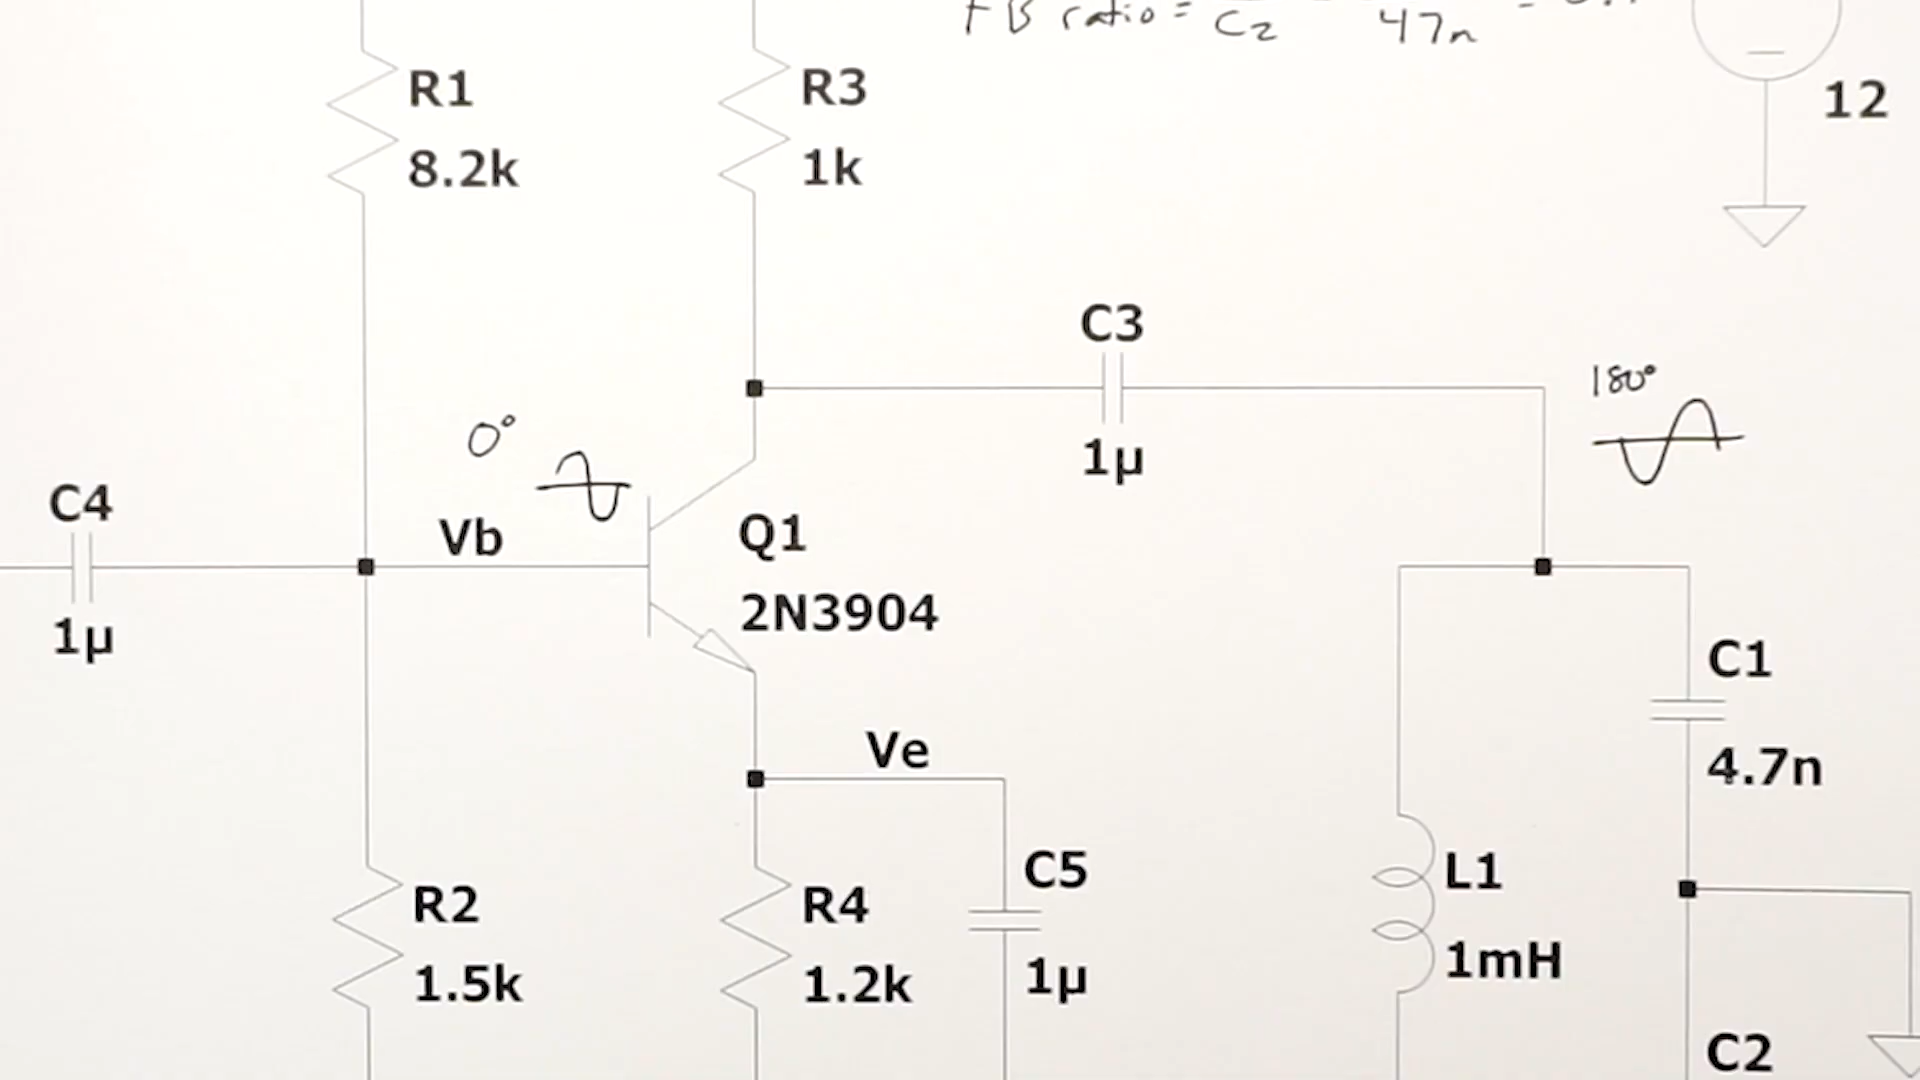 FB ratio =
C2
47n
12
R1
8.2k
R3
1k
C3
1µ
180°
0°
C4
1µ
Vb
Q1
2N3904
C1
4.7n
Ve
C5
1µ
R2
1.5k
R4
1.2k
L1
1mH
C2